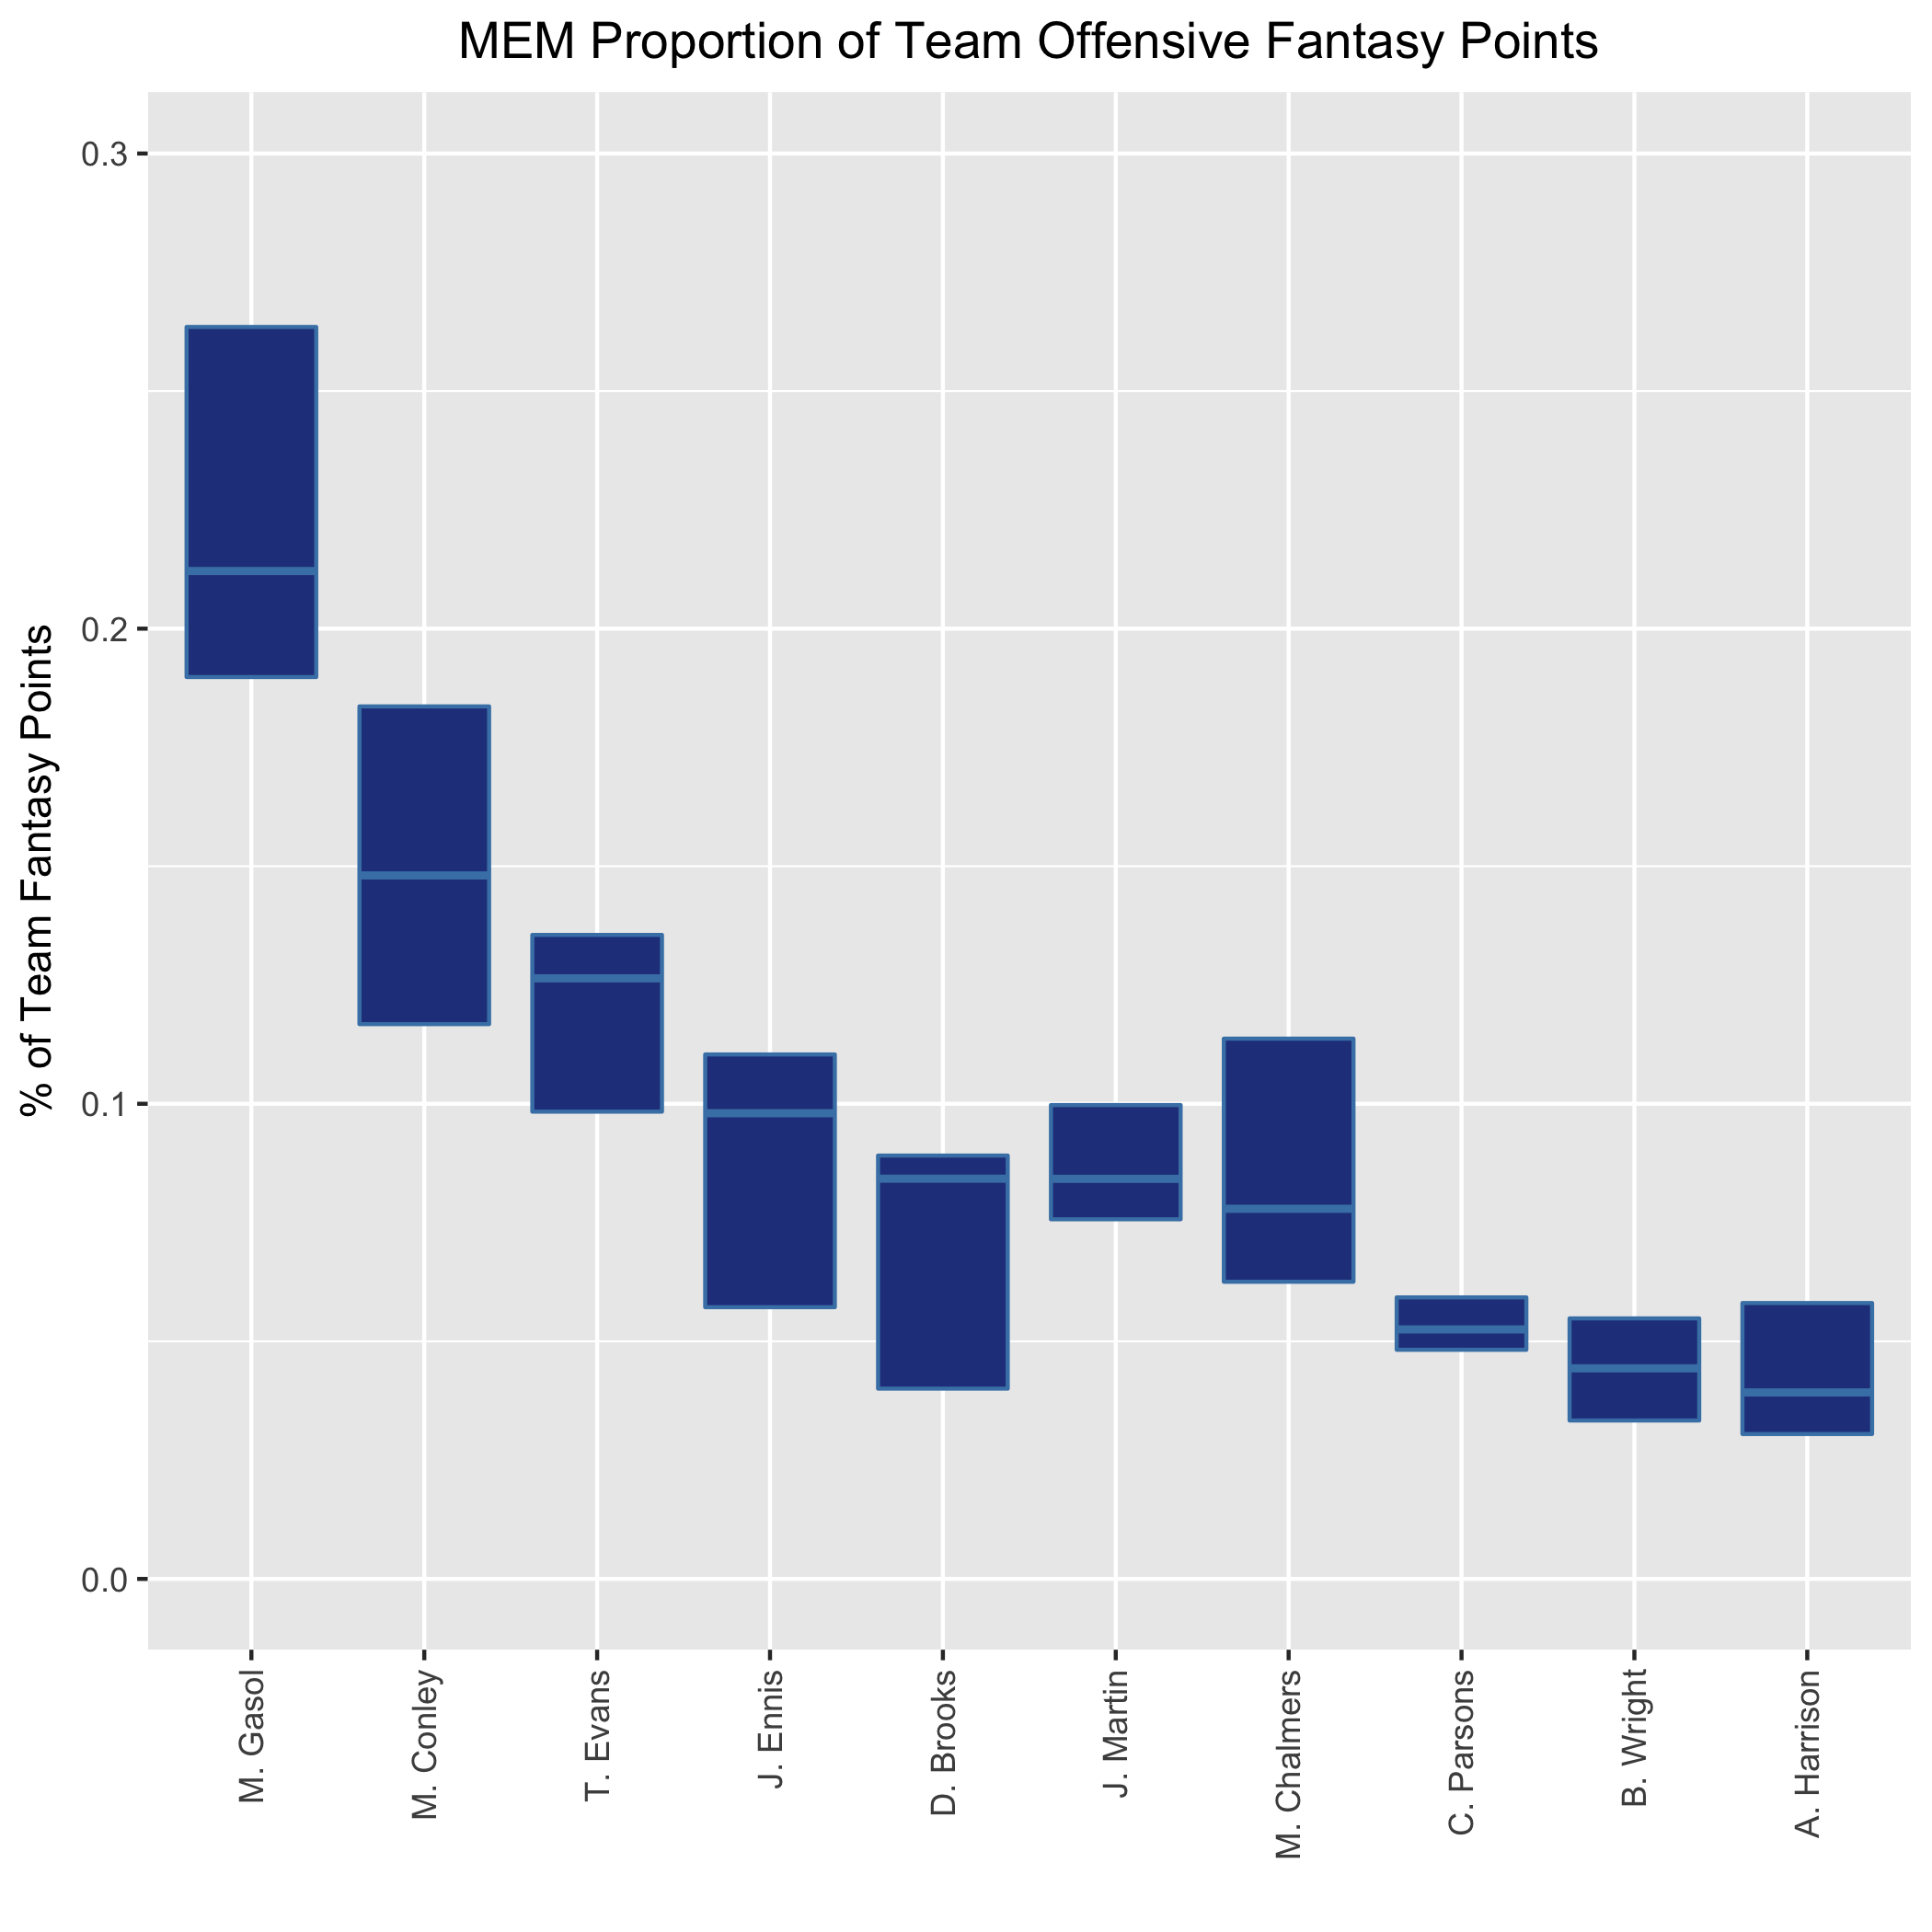 MEM Proportion of Team Offensive Fantasy Points
% of Team Fantasy Points
0.3
0.2
0.1
0.0
M. Gasol
M. Conley
T. Evans
J. Ennis
D. Brooks
J. Martin
M. Chalmers
C. Parsons
B. Wright
A. Harrison